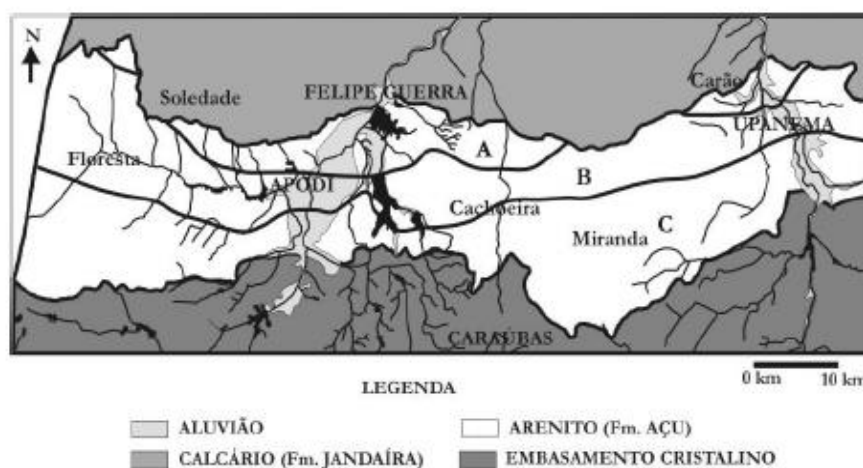 N
Soledade
FELIPE GUERRA
Carão
UPANEMA
A
Floresta
B
APODI
Cachoeira
Miranda
C
CARAÚBAS
0 km 10 km
LEGENDA
ALUVIÃO
ARENITO (Fm. AÇU)
CALCÁRIO (Fm. JANDAÍRA)
EMBASAMENTO CRISTALINO